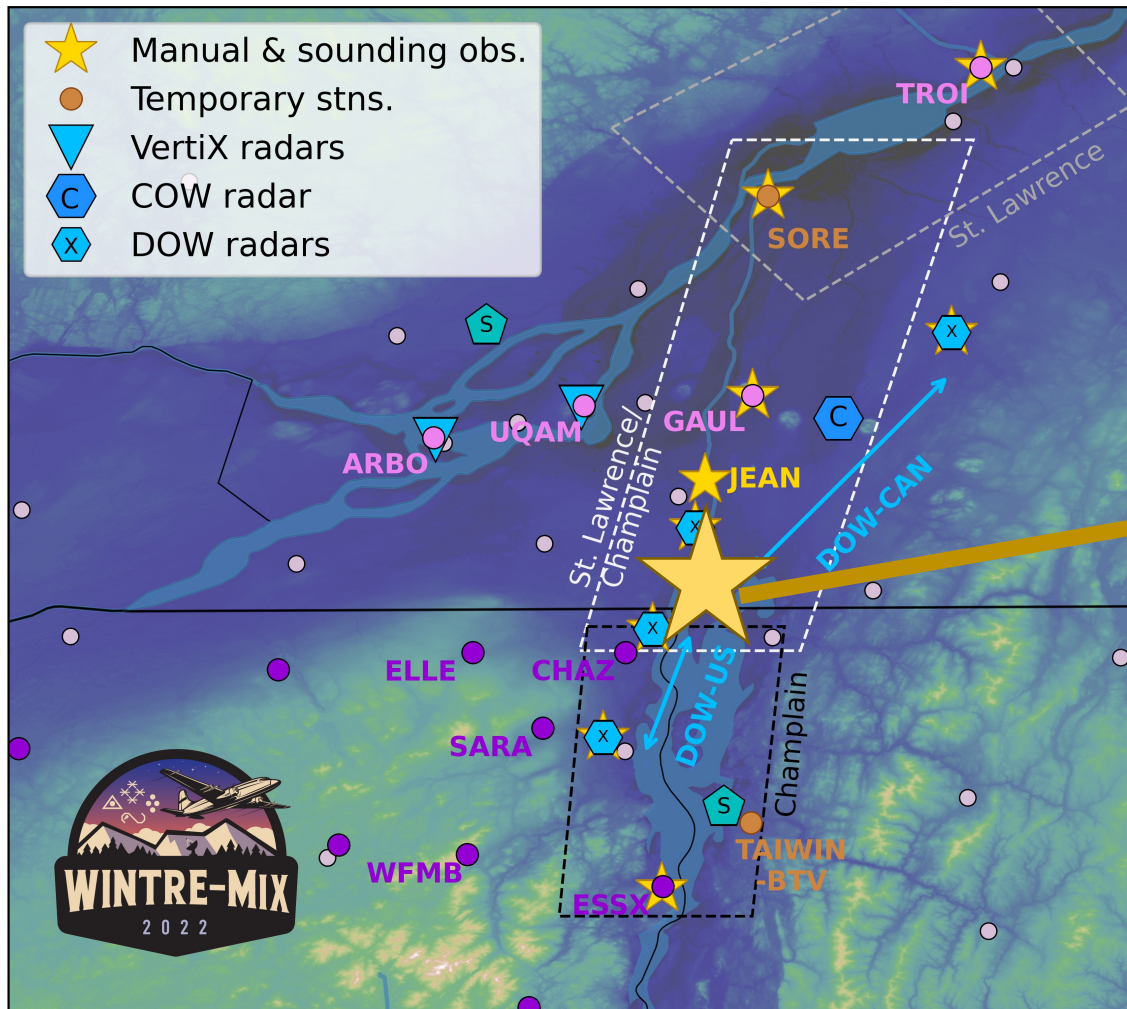 Manual & sounding obs.
Temporary stns.
VertiX radars
C
COW radar
X
DOW radars
TROI
St. Lawrence
SORE
S
X
UQAM
GAUL
C
ARBO
JEAN
X
St. Lawrence/
Champlain
DOW-CAN
X
ELLE
CHAZ
DOW-US
SARA
X
Champlain
S
TAIWIN
-BTV
WFMB
ESSX
WINTRE-MIX
2022